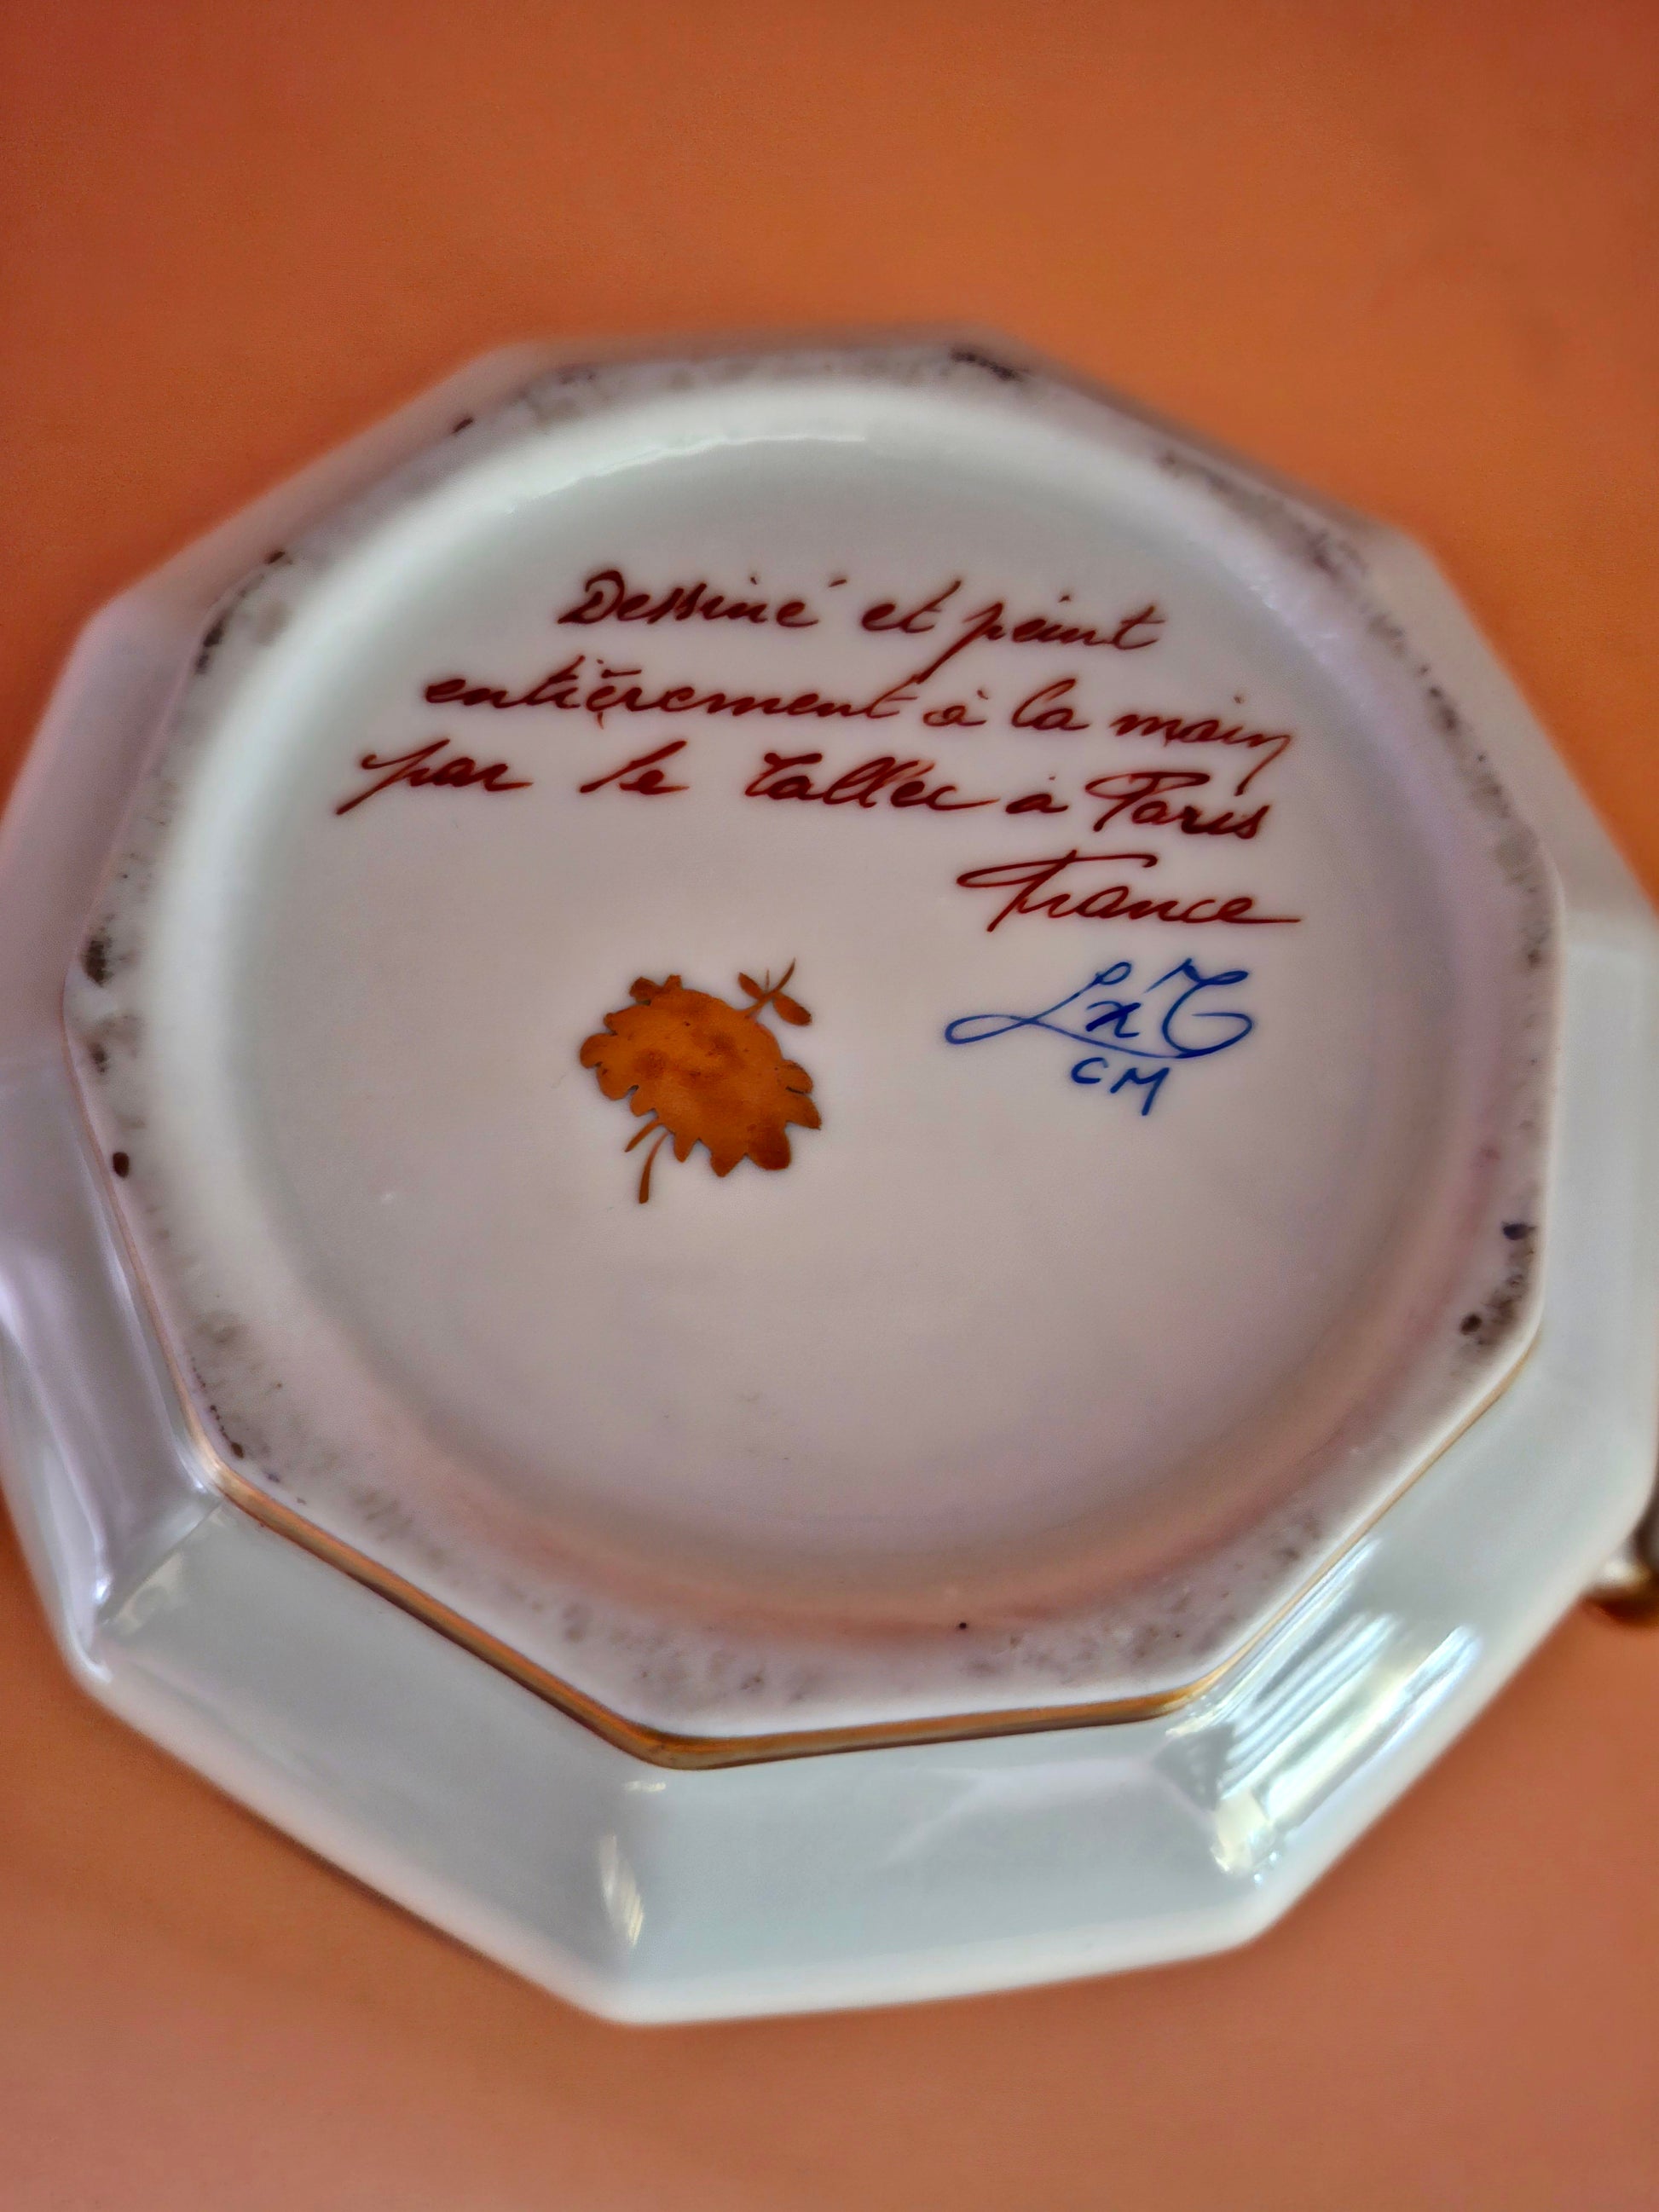 Dessiné et peint
entièrement à la main
par le Tallec à Paris
France
LxT
CM